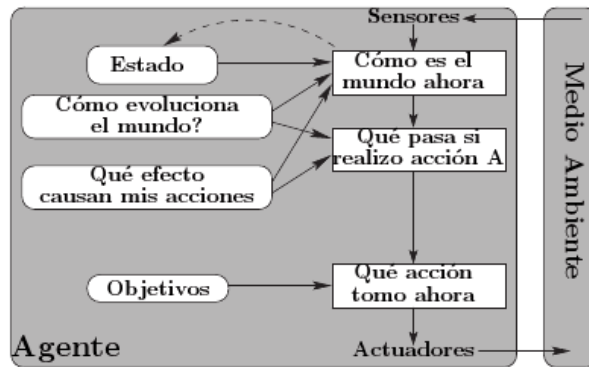 Sensores
Estado
Cómo es el
mundo ahora
Cómo evoluciona
el mundo?
Qué pasa si
realizo acción A
Qué efecto
causan mis acciones
Objetivos
Qué acción
tomo ahora
Agente
Actuadores
Medio Ambiente